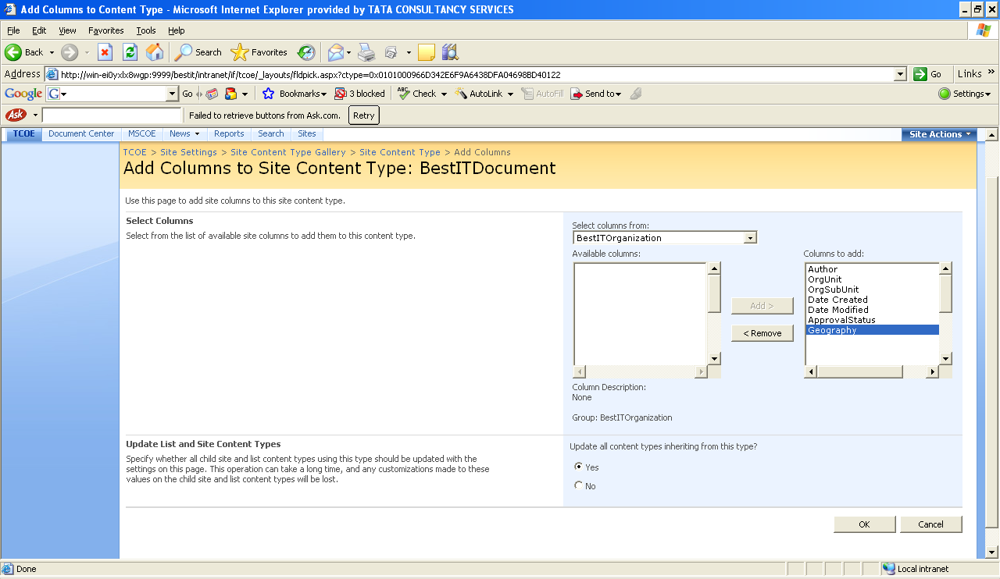 Add Columns to Content Type - Microsoft Internet Explorer provided by TATA CONSULTANCY SERVICES
File Edit View Favorites Tools Help
Back Search Favorites
Address http://win-ei0yxlx8wgp:9999/bestit/intranet/if/tcoe/_layouts/fldpick.aspx?ctype=0x0101000966D342E6F9A6438DFA04698BD40122 Go Links »
Google G Go Bookmarks 3 blocked ABC Check AutoLink AutoFill Send to Settings
Ask Failed to retrieve buttons from Ask.com. Retry
TCOE Document Center MSCOE News Reports Search Sites Site Actions
TCOE > Site Settings > Site Content Type Gallery > Site Content Type > Add Columns
Add Columns to Site Content Type: BestITDocument
Use this page to add site columns to this site content type.
Select Columns
Select from the list of available site columns to add them to this content type.
Select columns from:
BestITOrganization
Available columns:
Columns to add:
Author
OrgUnit
OrgSubUnit
Date Created
Date Modified
ApprovalStatus
Geography
Add >
< Remove
Column Description:
None
Group: BestITOrganization
Update List and Site Content Types
Specify whether all child site and list content types using this type should be updated with the
settings on this page. This operation can take a long time, and any customizations made to these
values on the child site and list content types will be lost.
Update all content types inheriting from this type?
Yes
No
OK Cancel
Done Local intranet